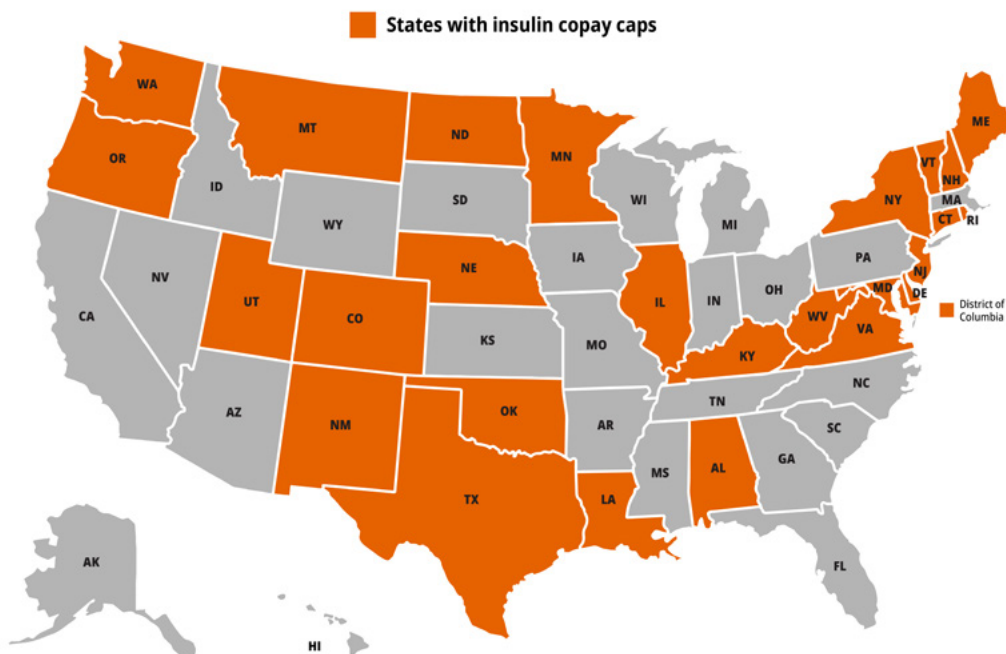 States with insulin copay caps
WA
MT
ND
MN
ME
OR
ID
WY
SD
WI
MI
VT
NH
NY
MA
CT
RI
NV
CA
UT
CO
NE
IA
IL
IN
OH
PA
NJ
MD
DE
District of
Columbia
WV
VA
KS
MO
KY
AZ
NM
OK
AR
TN
NC
SC
TX
LA
MS
AL
GA
FL
AK
HI